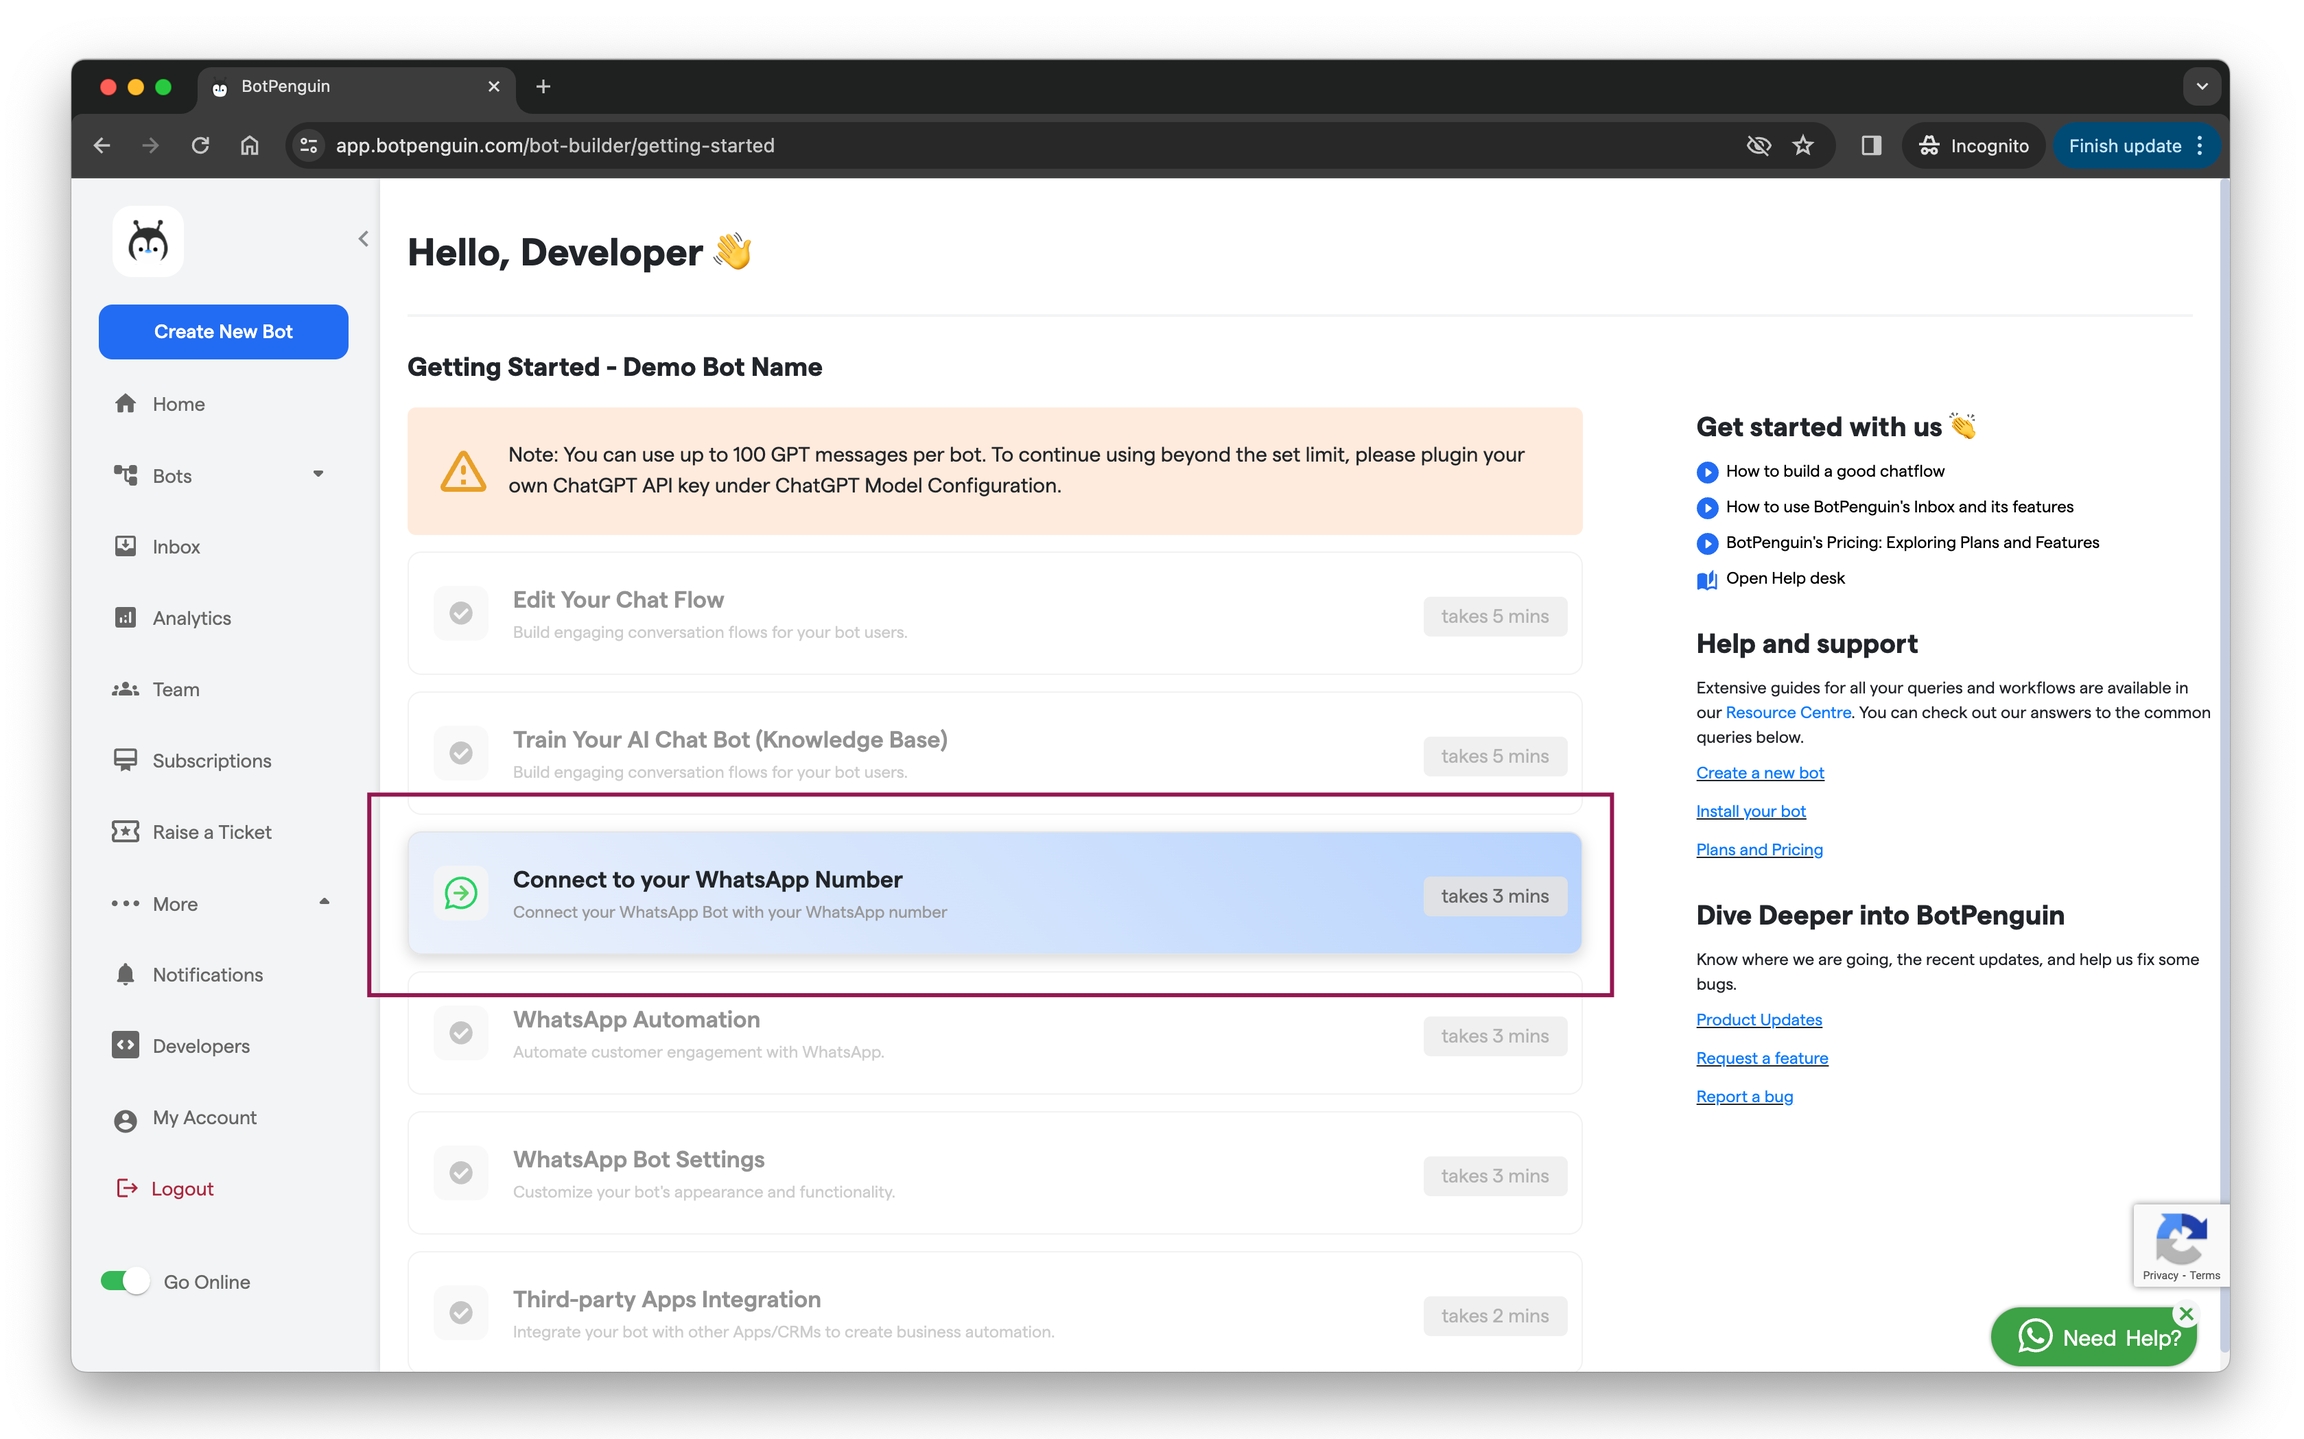 BotPenguin
app.botpenguin.com/bot-builder/getting-started
Incognito
Finish update
Create New Bot
Home
Bots
Inbox
Analytics
Team
Subscriptions
Raise a Ticket
More
Notifications
Developers
My Account
Logout
Go Online
Hello, Developer 👋
Getting Started - Demo Bot Name
Note: You can use up to 100 GPT messages per bot. To continue using beyond the set limit, please plugin your
own ChatGPT API key under ChatGPT Model Configuration.
Edit Your Chat Flow
Build engaging conversation flows for your bot users.
takes 5 mins
Train Your AI Chat Bot (Knowledge Base)
Build engaging conversation flows for your bot users.
takes 5 mins
Connect to your WhatsApp Number
Connect your WhatsApp Bot with your WhatsApp number
takes 3 mins
WhatsApp Automation
Automate customer engagement with WhatsApp.
takes 3 mins
WhatsApp Bot Settings
Customize your bot's appearance and functionality.
takes 3 mins
Third-party Apps Integration
Integrate your bot with other Apps/CRMs to create business automation.
takes 2 mins
Get started with us 👏
How to build a good chatflow
How to use BotPenguin's Inbox and its features
BotPenguin's Pricing: Exploring Plans and Features
Open Help desk
Help and support
Extensive guides for all your queries and workflows are available in
our Resource Centre. You can check out our answers to the common
queries below.
Create a new bot
Install your bot
Plans and Pricing
Dive Deeper into BotPenguin
Know where we are going, the recent updates, and help us fix some
bugs.
Product Updates
Request a feature
Report a bug
Privacy - Terms
Need Help?